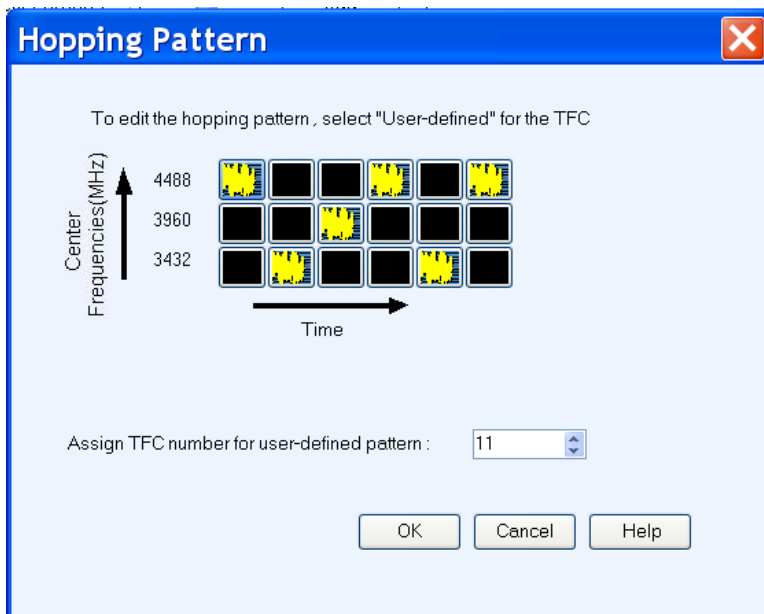 Hopping Pattern
To edit the hopping pattern , select "User-defined" for the TFC
Center
Frequencies(MHz)
4488
3960
3432
Time
Assign TFC number for user-defined pattern :
11
OK
Cancel
Help